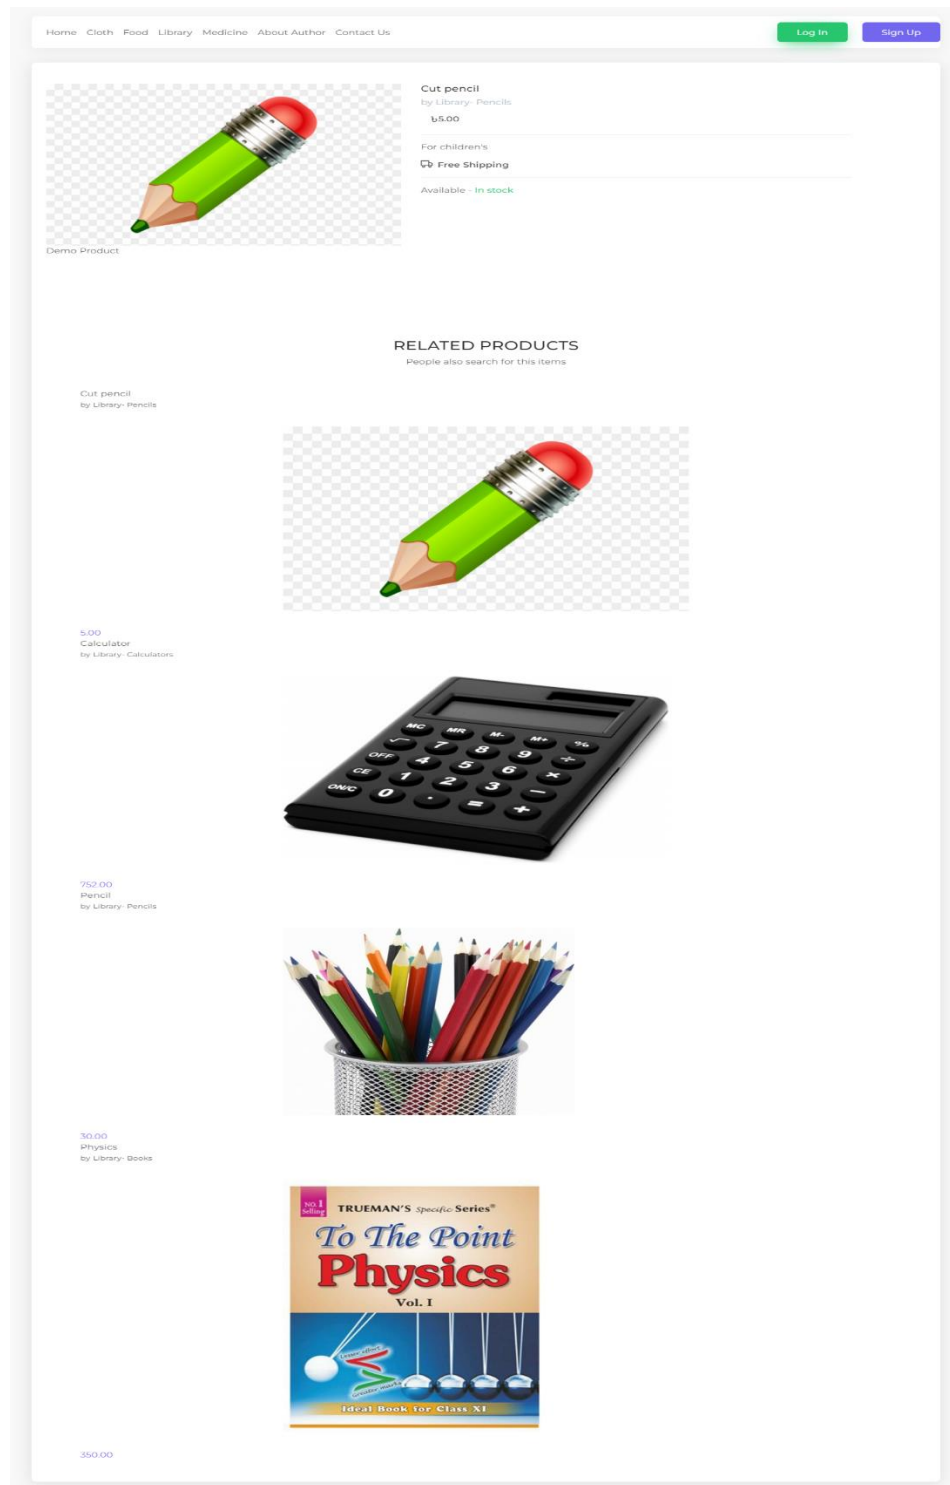 Home Cloth Food Library Medicine About Author Contact Us Log In Sign Up
Cut pencil
by Library- Pencils
৳5.00
For children's
Free Shipping
Available - In stock
Demo Product
RELATED PRODUCTS
People also search for this items
Cut pencil
by Library- Pencils
5.00
Calculator
by Library- Calculators
MC MR M- M+ %
√ 7 8 9 ÷
OFF 4 5 6 ×
CE 1 2 3 −
ON/C 0 . = +
752.00
Pencil
by Library- Pencils
30.00
Physics
by Library- Books
NO. 1
Selling
TRUEMAN'S Specific Series®
To The Point
Physics
Vol. I
Lesser effort
Greater marks
Ideal Book for Class XI
350.00